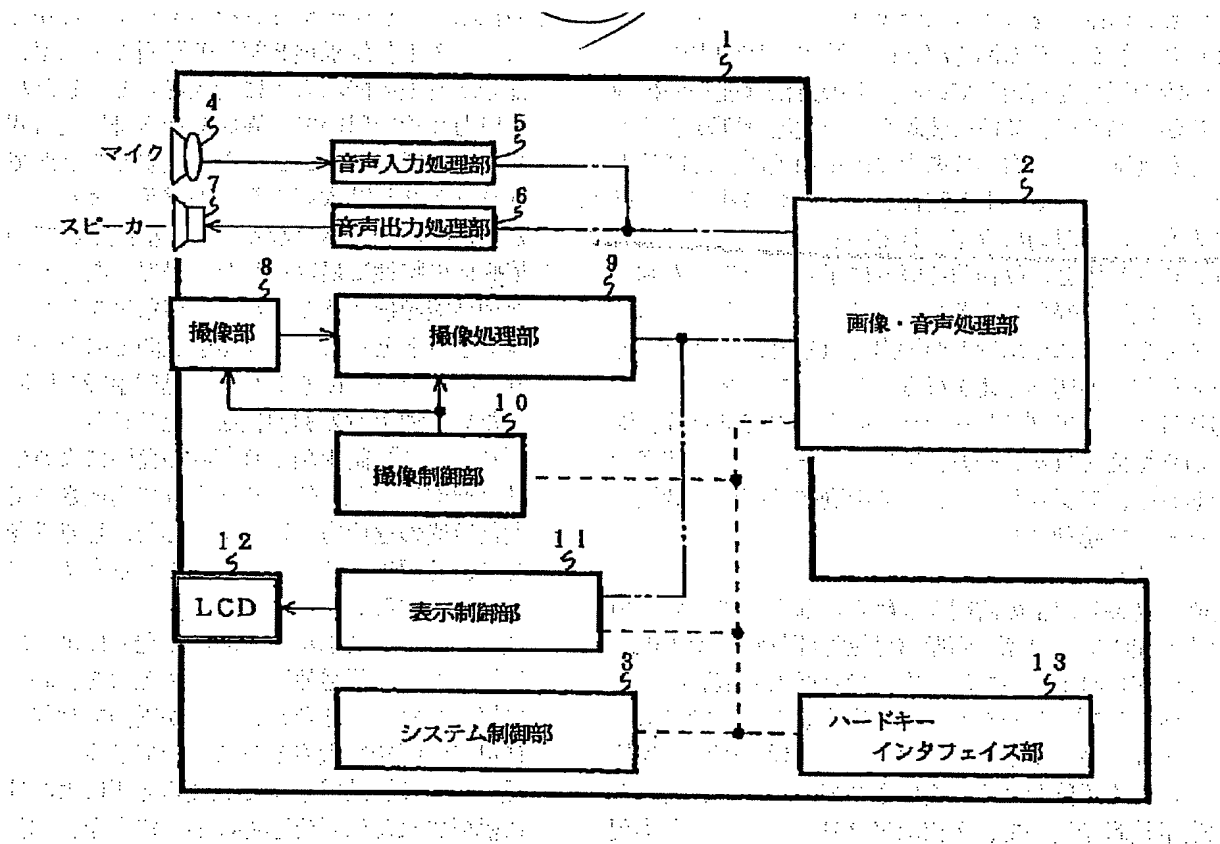 1
4
マイク
5
音声入力処理部
2
7
スピーカー
6
音声出力処理部
8
撮像部
9
撮像処理部
画像・音声処理部
10
撮像制御部
12
LCD
11
表示制御部
3
システム制御部
13
ハードキー
インタフェイス部